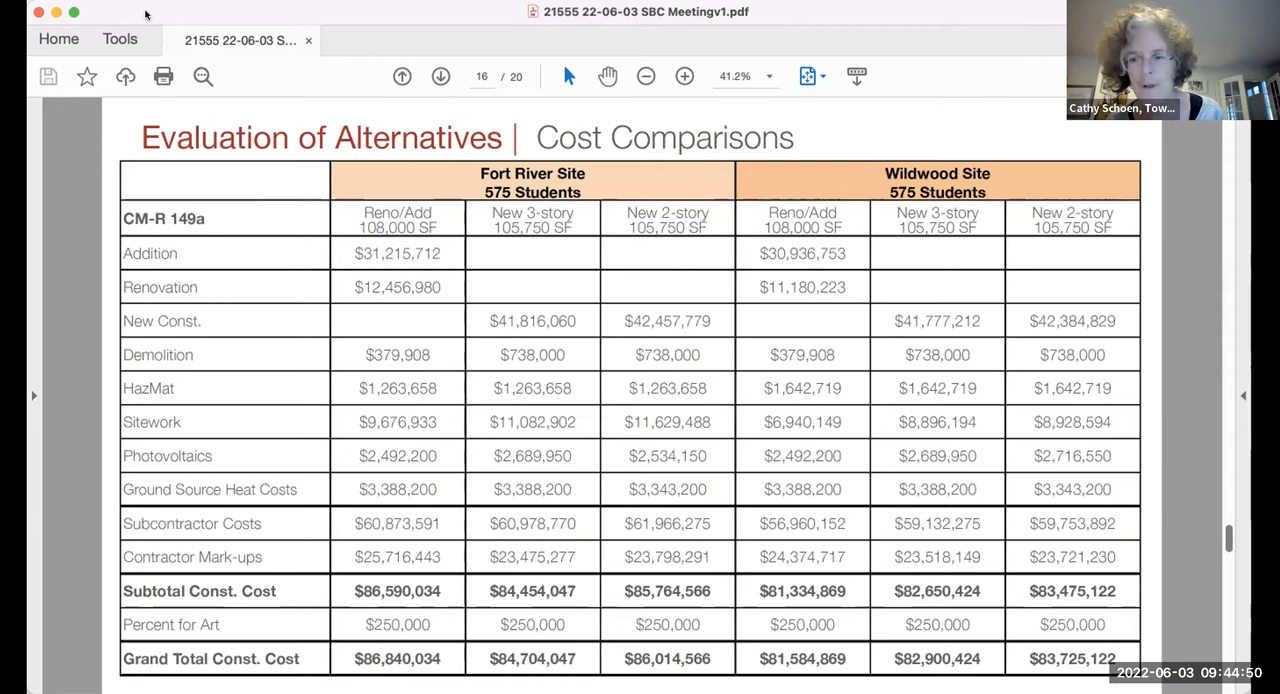 21555 22-06-03 SBC Meetingv1.pdf
Home Tools 21555 22-06-03 S... ×
16 / 20 41.2%
Cathy Schoen, Tow...
Evaluation of Alternatives | Cost Comparisons
Fort River Site Wildwood Site
575 Students 575 Students
CM-R 149a Reno/Add New 3-story New 2-story Reno/Add New 3-story New 2-story
108,000 SF 105,750 SF 105,750 SF 108,000 SF 105,750 SF 105,750 SF
Addition $31,215,712 $30,936,753
Renovation $12,456,980 $11,180,223
New Const. $41,816,060 $42,457,779 $41,777,212 $42,384,829
Demolition $379,908 $738,000 $738,000 $379,908 $738,000 $738,000
HazMat $1,263,658 $1,263,658 $1,263,658 $1,642,719 $1,642,719 $1,642,719
Sitework $9,676,933 $11,082,902 $11,629,488 $6,940,149 $8,896,194 $8,928,594
Photovoltaics $2,492,200 $2,689,950 $2,534,150 $2,492,200 $2,689,950 $2,716,550
Ground Source Heat Costs $3,388,200 $3,388,200 $3,343,200 $3,388,200 $3,388,200 $3,343,200
Subcontractor Costs $60,873,591 $60,978,770 $61,966,275 $56,960,152 $59,132,275 $59,753,892
Contractor Mark-ups $25,716,443 $23,475,277 $23,798,291 $24,374,717 $23,518,149 $23,721,230
Subtotal Const. Cost $86,590,034 $84,454,047 $85,764,566 $81,334,869 $82,650,424 $83,475,122
Percent for Art $250,000 $250,000 $250,000 $250,000 $250,000 $250,000
Grand Total Const. Cost $86,840,034 $84,704,047 $86,014,566 $81,584,869 $82,900,424 $83,725,122
2022-06-03 09:44:50